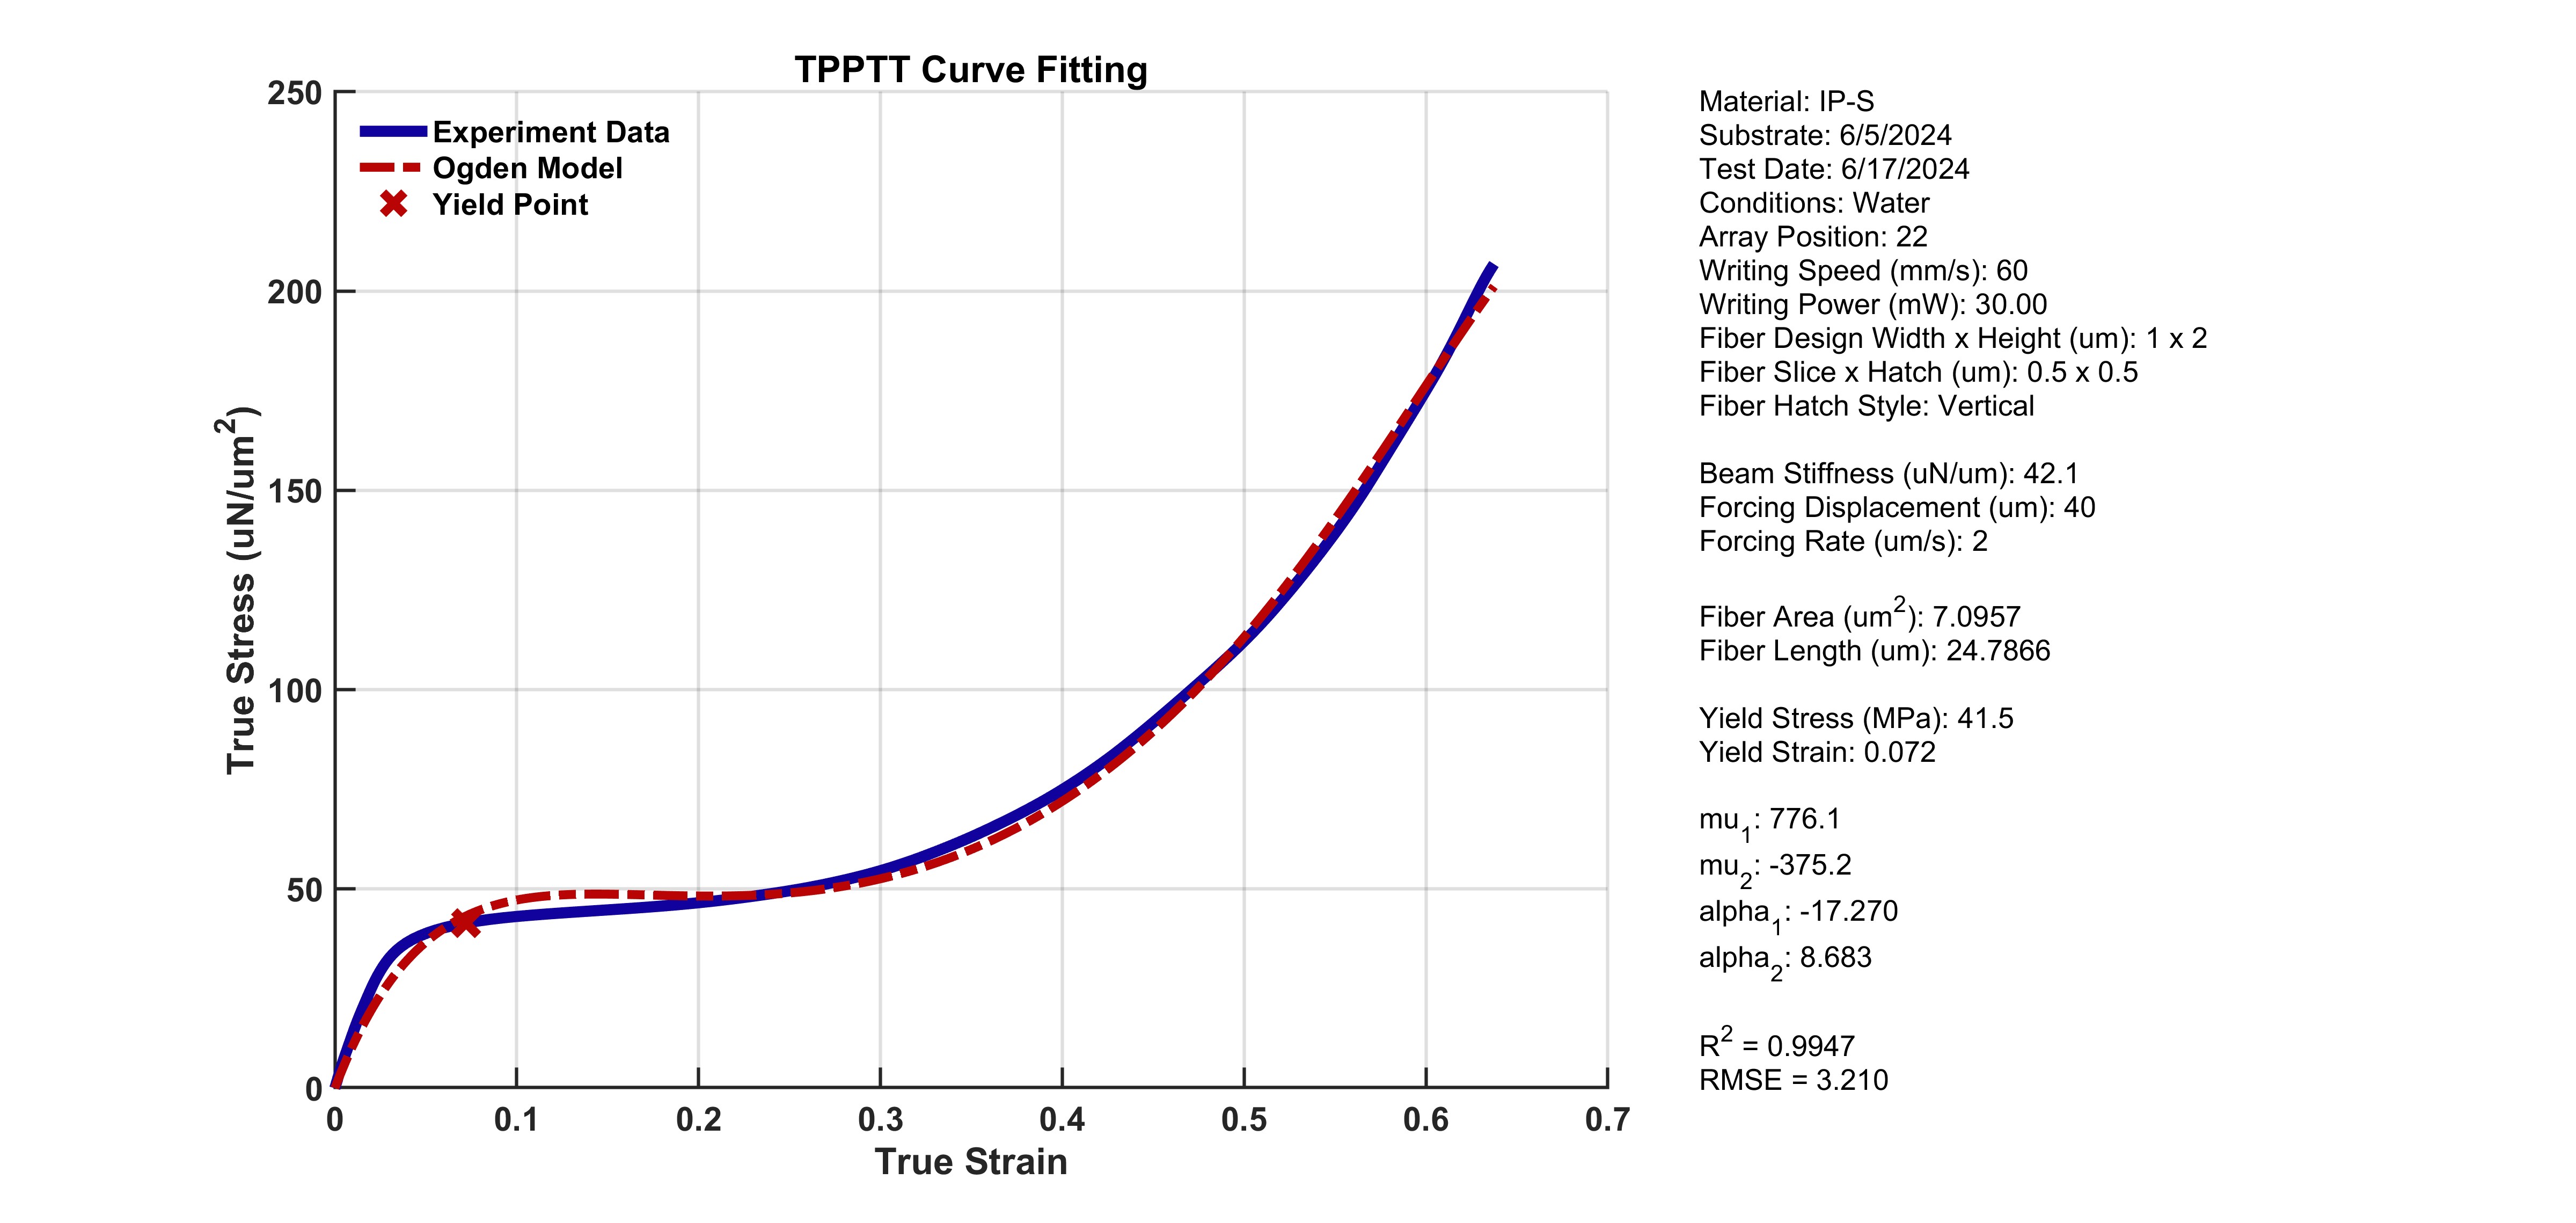 TPPTT Curve Fitting
250
200
150
100
50
0
True Stress (uN/um²)
Experiment Data
Ogden Model
Yield Point
0 0.1 0.2 0.3 0.4 0.5 0.6 0.7
True Strain
Material: IP-S
Substrate: 6/5/2024
Test Date: 6/17/2024
Conditions: Water
Array Position: 22
Writing Speed (mm/s): 60
Writing Power (mW): 30.00
Fiber Design Width x Height (um): 1 x 2
Fiber Slice x Hatch (um): 0.5 x 0.5
Fiber Hatch Style: Vertical
Beam Stiffness (uN/um): 42.1
Forcing Displacement (um): 40
Forcing Rate (um/s): 2
Fiber Area (um²): 7.0957
Fiber Length (um): 24.7866
Yield Stress (MPa): 41.5
Yield Strain: 0.072
mu₁: 776.1
mu₂: -375.2
alpha₁: -17.270
alpha₂: 8.683
R² = 0.9947
RMSE = 3.210